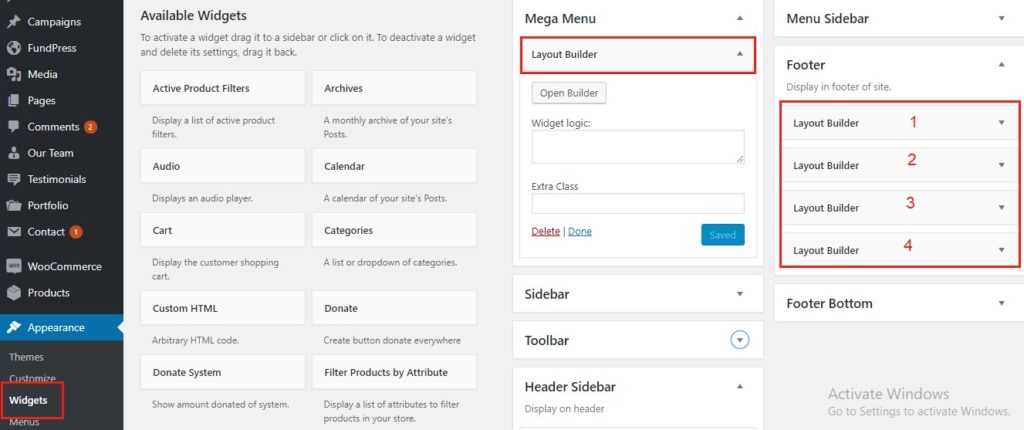 Campaigns
FundPress
Media
Pages
Comments 2
Our Team
Testimonials
Portfolio
Contact 1
WooCommerce
Products
Appearance
Themes
Customize
Widgets
Menus
Available Widgets
To activate a widget drag it to a sidebar or click on it. To deactivate a widget
and delete its settings, drag it back.
Active Product Filters
Display a list of active product
filters.
Archives
A monthly archive of your site's
Posts.
Audio
Displays an audio player.
Calendar
A calendar of your site's Posts.
Cart
Display the customer shopping
cart.
Categories
A list or dropdown of categories.
Custom HTML
Arbitrary HTML code.
Donate
Create button donate everywhere
Donate System
Show amount donated of system.
Filter Products by Attribute
Display a list of attributes to filter
products in your store.
Mega Menu
Layout Builder
Open Builder
Widget logic:
Extra Class
Delete | Done
Saved
Sidebar
Toolbar
Header Sidebar
Display on header
Menu Sidebar
Footer
Display in footer of site.
Layout Builder 1
Layout Builder 2
Layout Builder 3
Layout Builder 4
Footer Bottom
Activate Windows
Go to Settings to activate Windows.